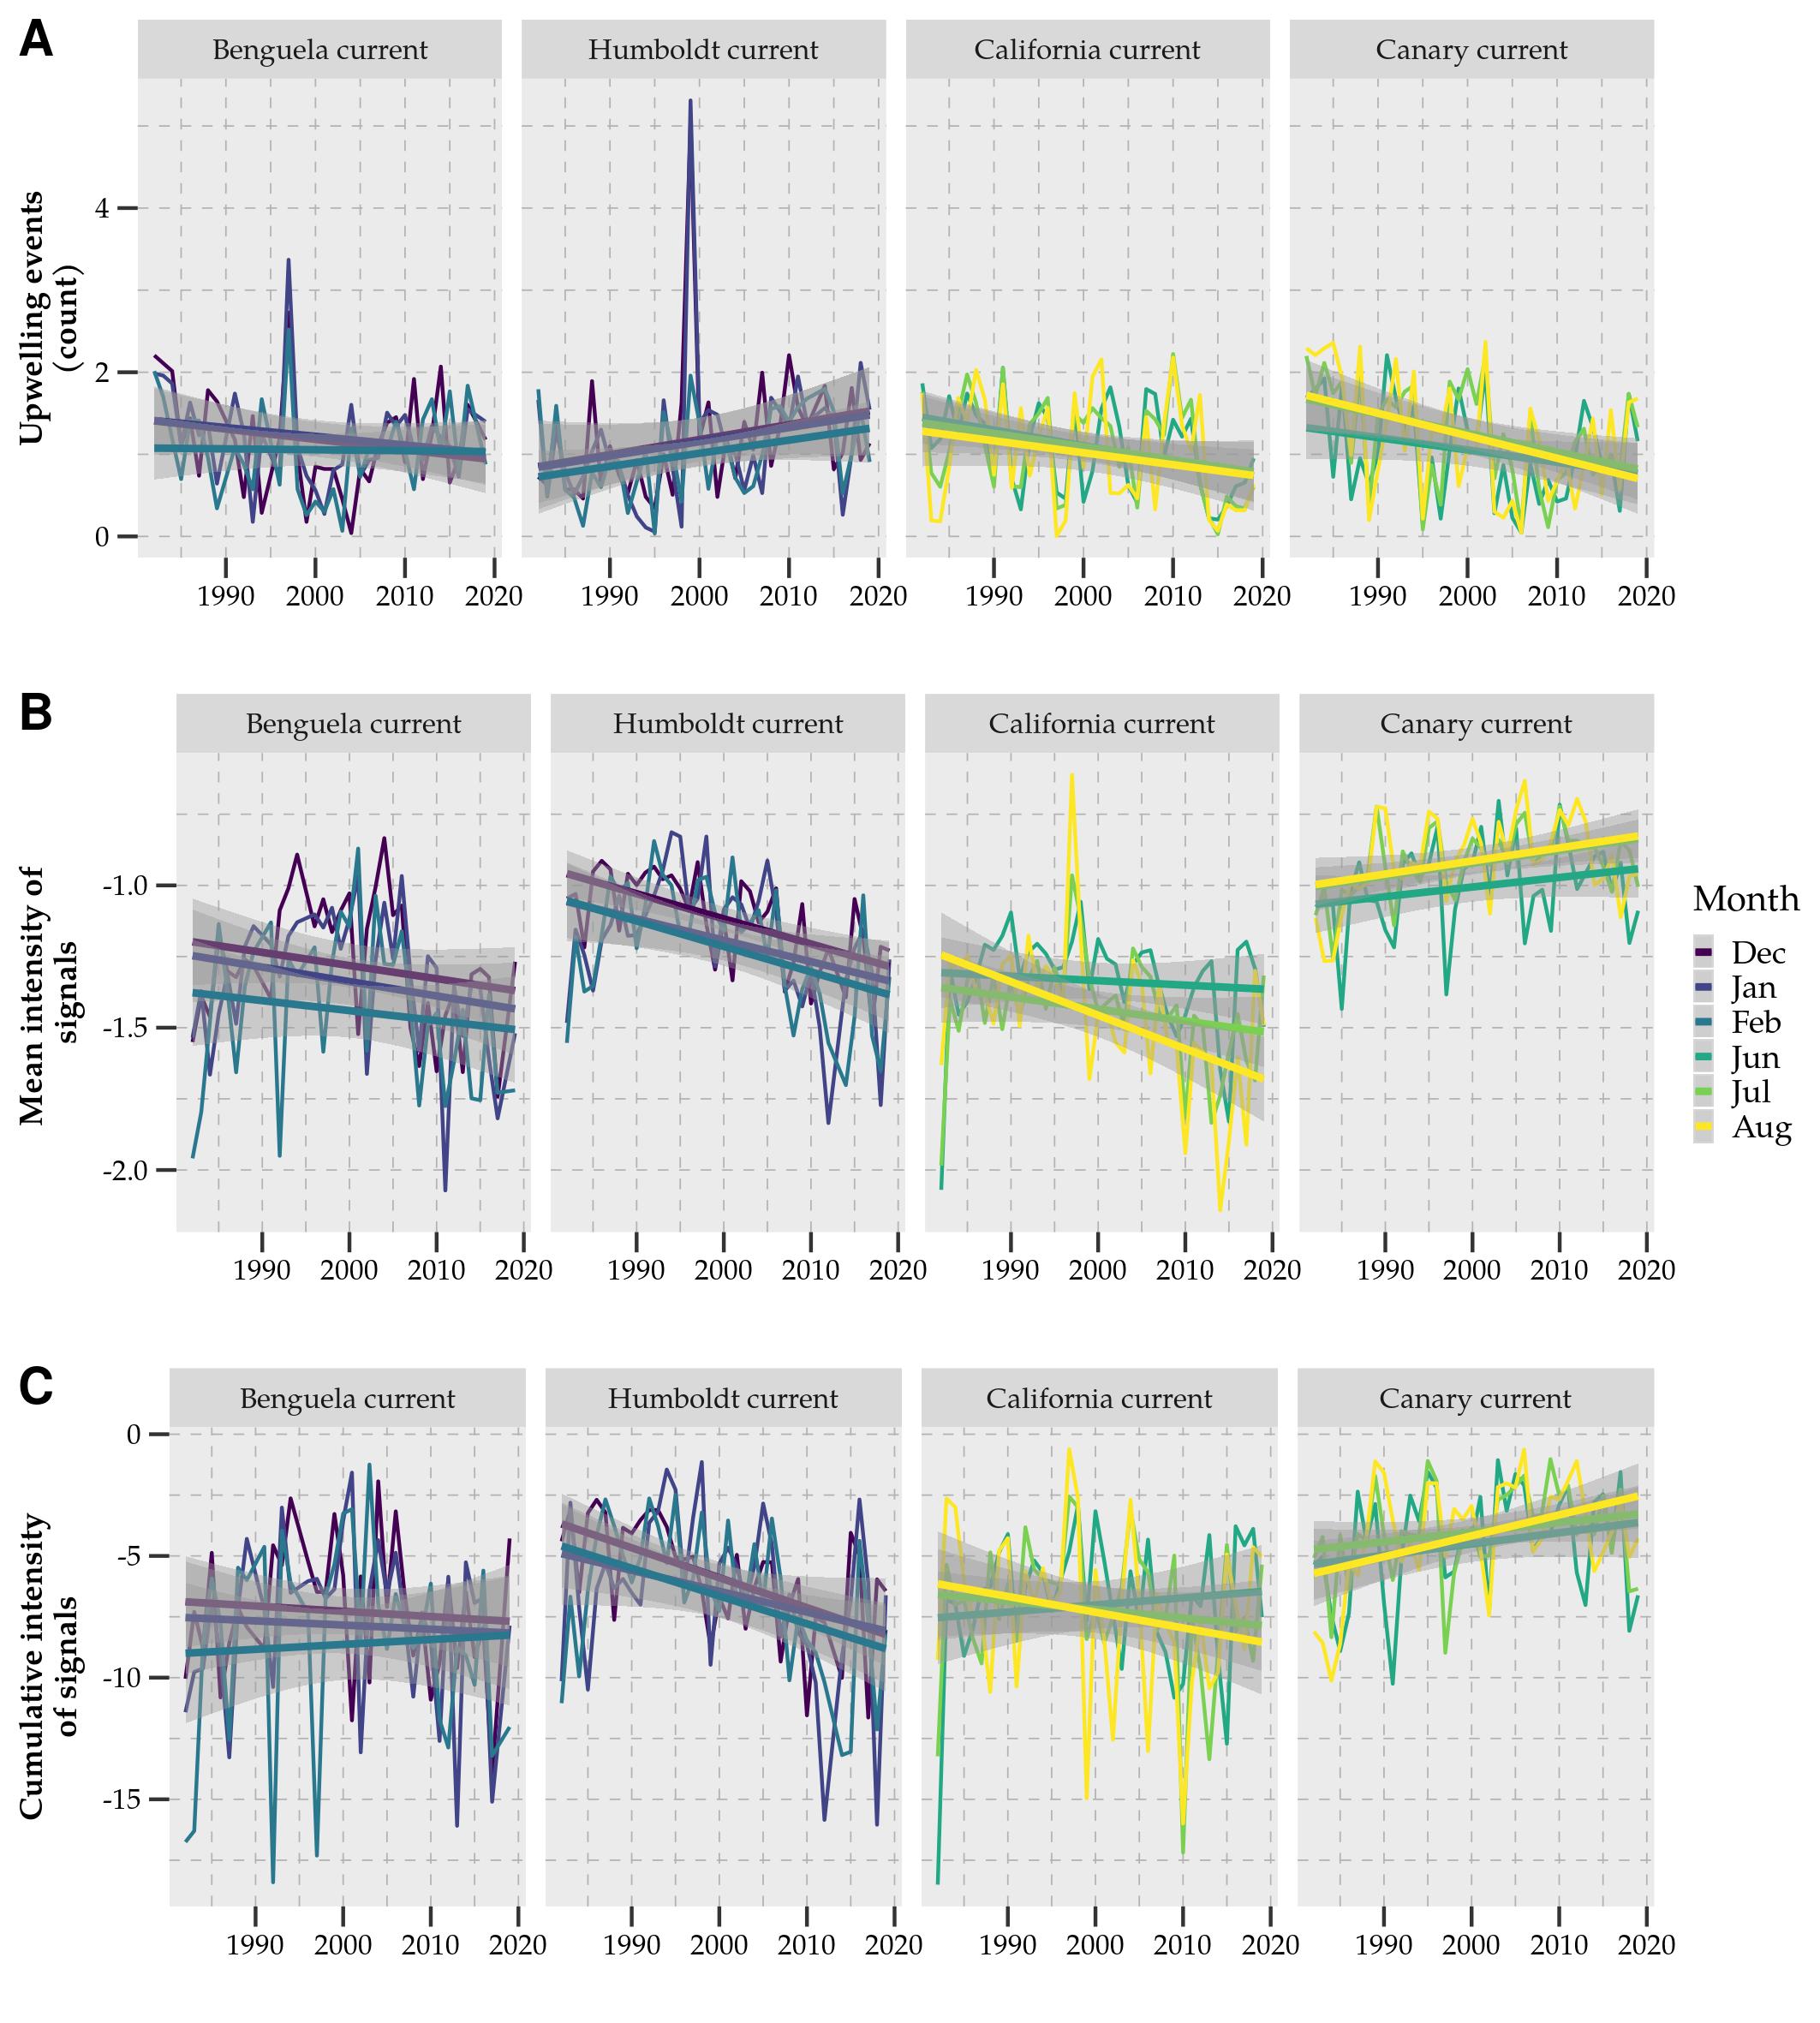 A
Benguela current
Humboldt current
California current
Canary current
Upwelling events
(count)
4
2
0
1990 2000 2010 2020
1990 2000 2010 2020
1990 2000 2010 2020
1990 2000 2010 2020
B
Benguela current
Humboldt current
California current
Canary current
Mean intensity of
signals
-1.0
-1.5
-2.0
1990 2000 2010 2020
1990 2000 2010 2020
1990 2000 2010 2020
1990 2000 2010 2020
Month
Dec
Jan
Feb
Jun
Jul
Aug
C
Benguela current
Humboldt current
California current
Canary current
Cumulative intensity
of signals
0
-5
-10
-15
1990 2000 2010 2020
1990 2000 2010 2020
1990 2000 2010 2020
1990 2000 2010 2020